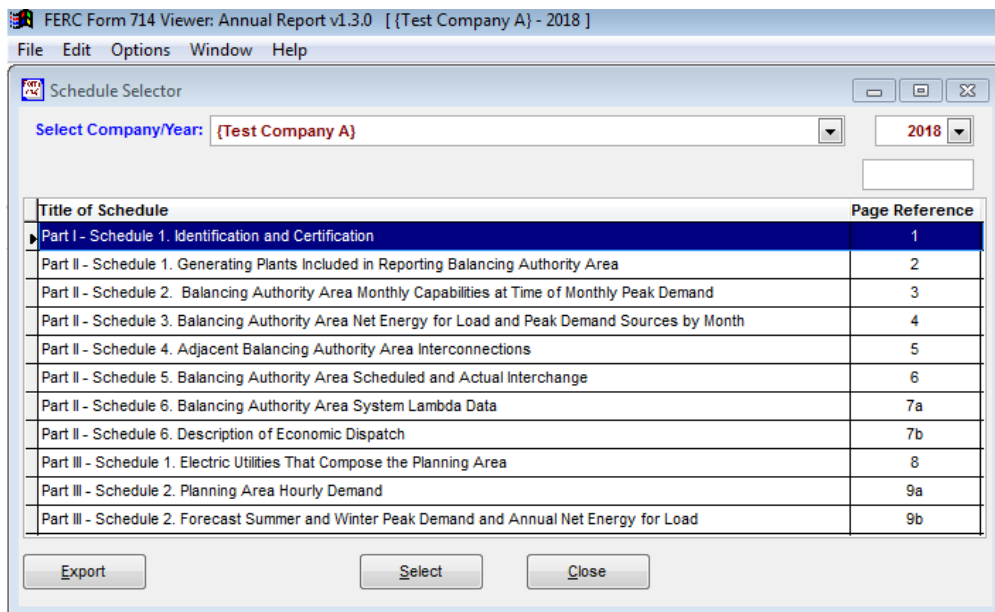 FERC Form 714 Viewer: Annual Report v1.3.0 [ {Test Company A} - 2018 ]
File Edit Options Window Help
Schedule Selector
Select Company/Year: {Test Company A} 2018
Title of Schedule Page Reference
Part I - Schedule 1. Identification and Certification 1
Part II - Schedule 1. Generating Plants Included in Reporting Balancing Authority Area 2
Part II - Schedule 2. Balancing Authority Area Monthly Capabilities at Time of Monthly Peak Demand 3
Part II - Schedule 3. Balancing Authority Area Net Energy for Load and Peak Demand Sources by Month 4
Part II - Schedule 4. Adjacent Balancing Authority Area Interconnections 5
Part II - Schedule 5. Balancing Authority Area Scheduled and Actual Interchange 6
Part II - Schedule 6. Balancing Authority Area System Lambda Data 7a
Part II - Schedule 6. Description of Economic Dispatch 7b
Part III - Schedule 1. Electric Utilities That Compose the Planning Area 8
Part III - Schedule 2. Planning Area Hourly Demand 9a
Part III - Schedule 2. Forecast Summer and Winter Peak Demand and Annual Net Energy for Load 9b
Export Select Close